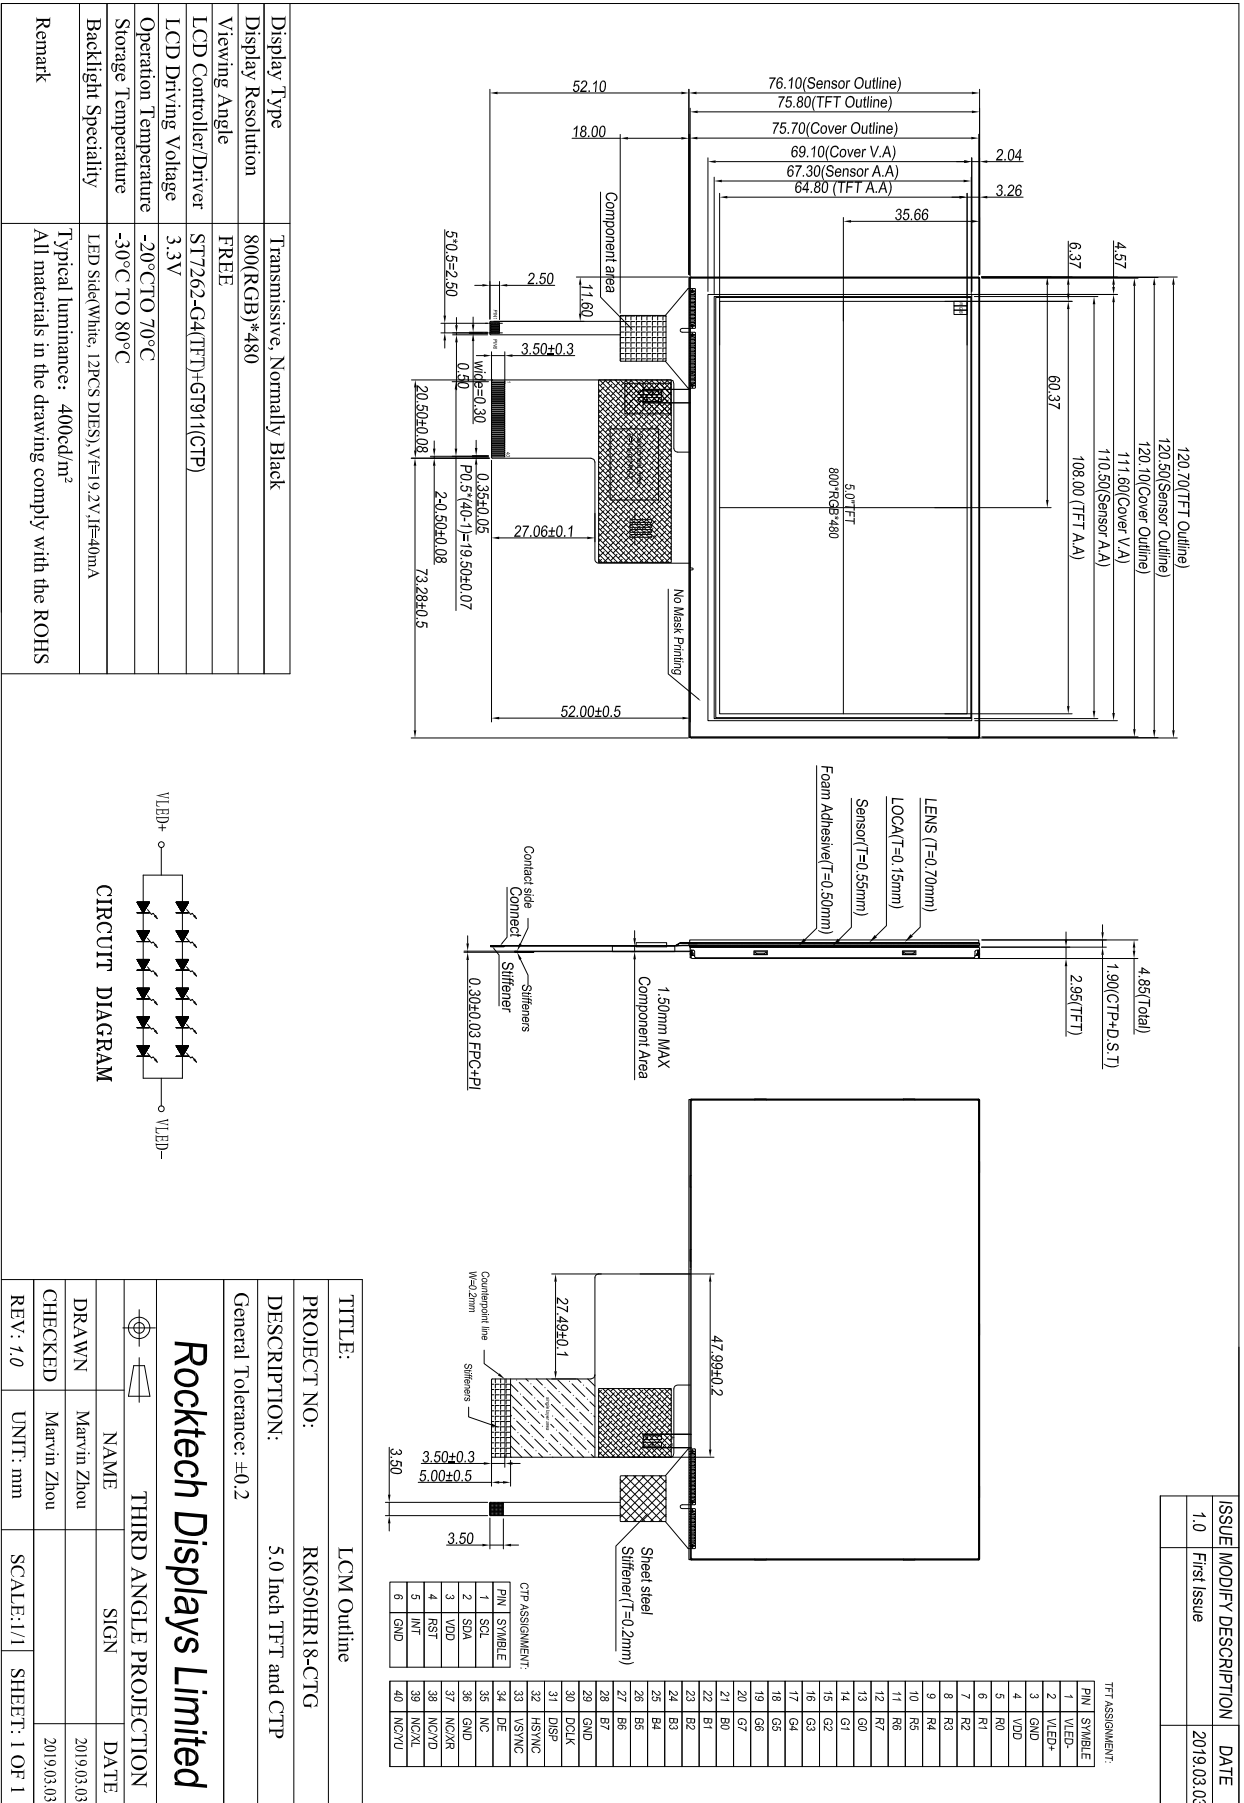 ISSUE MODIFY DESCRIPTION DATE
1.0 First Issue 2019.03.03
120.70(TFT Outline)
120.50(Sensor Outline)
120.10(Cover Outline)
111.60(Cover V.A)
110.50(Sensor A.A)
108.00 (TFT A.A)
60.37
4.57
6.37
76.10(Sensor Outline)
75.80(TFT Outline)
75.70(Cover Outline)
69.10(Cover V.A)
67.30(Sensor A.A)
64.80 (TFT A.A)
2.04
3.26
35.66
52.10
18.00
5.0"TFT
800*RGB*480
Component area
11.60
2.50
5*0.5=2.50
3.50±0.3
wide=0.30
0.50
20.50±0.08
0.35±0.05
P0.5*(40-1)=19.50±0.07
2-0.50±0.08
73.28±0.5
27.06±0.1
52.00±0.5
No Mask Printing
4.85(Total)
1.90(CTP+D.S.T)
2.95(TFT)
LENS (T=0.70mm)
LOCA(T=0.15mm)
Sensor(T=0.55mm)
Foam Adhesive(T=0.50mm)
1.50mm MAX
Component Area
Contact side
Connect
Stiffeners
Stiffener
0.30±0.03 FPC+PI
47.99±0.2
27.49±0.1
Counterpoint line
W=0.2mm
Stiffeners
3.50±0.3
5.00±0.5
3.50
3.50
Sheet steel
Stiffener(T=0.2mm)
TFT ASSIGNMENT:
PIN SYMBLE
1 VLED-
2 VLED+
3 GND
4 VDD
5 R0
6 R1
7 R2
8 R3
9 R4
10 R5
11 R6
12 R7
13 G0
14 G1
15 G2
16 G3
17 G4
18 G5
19 G6
20 G7
21 B0
22 B1
23 B2
24 B3
25 B4
26 B5
27 B6
28 B7
29 GND
30 DCLK
31 DISP
32 HSYNC
33 VSYNC
34 DE
35 NC
36 GND
37 NC/XR
38 NC/YD
39 NC/XL
40 NC/YU
CTP ASSIGNMENT:
PIN SYMBLE
1 SCL
2 SDA
3 VDD
4 RST
5 INT
6 GND
Display Type Transmissive, Normally Black
Display Resolution 800(RGB)*480
Viewing Angle FREE
LCD Controller/Driver ST7262-G4(TFT)+GT911(CTP)
LCD Driving Voltage 3.3V
Operation Temperature -20°CTO 70°C
Storage Temperature -30°C TO 80°C
Backlight Speciality LED Side(White, 12PCS DIES),Vf=19.2V,If=40mA
Remark Typical luminance: 400cd/m²
All materials in the drawing comply with the ROHS
VLED+
VLED-
CIRCUIT DIAGRAM
TITLE: LCM Outline
PROJECT NO: RK050HR18-CTG
DESCRIPTION: 5.0 Inch TFT and CTP
General Tolerance: ±0.2
Rocktech Displays Limited
THIRD ANGLE PROJECTION
NAME SIGN DATE
DRAWN Marvin Zhou 2019.03.03
CHECKED Marvin Zhou 2019.03.03
REV: 1.0 UNIT: mm SCALE:1/1 SHEET: 1 OF 1